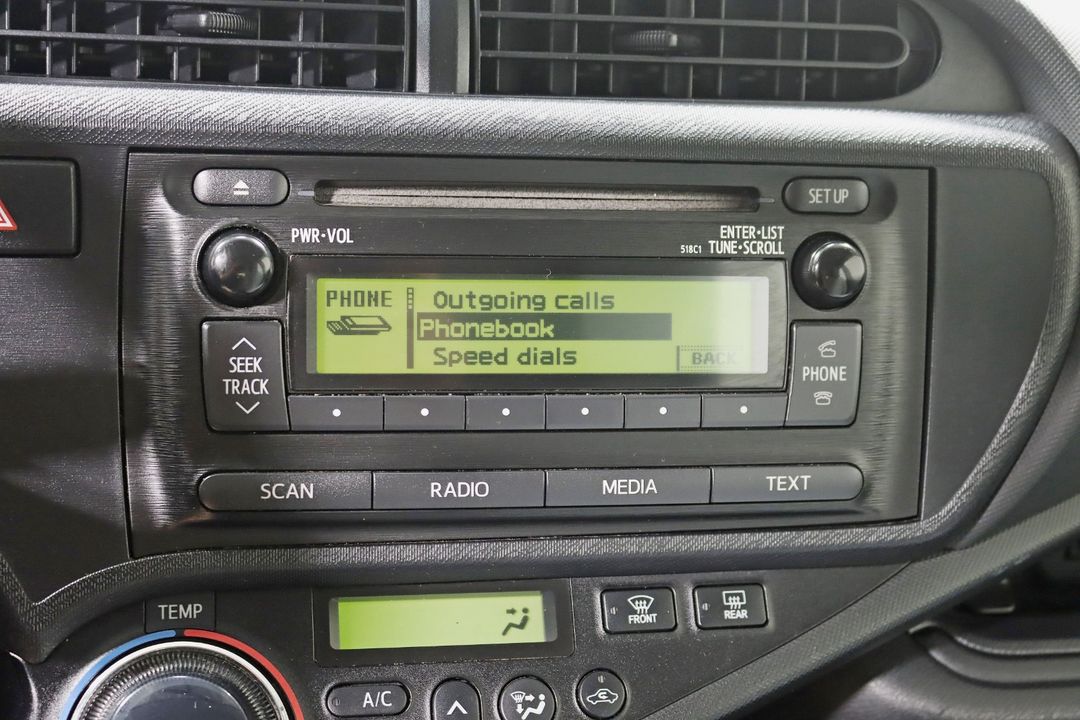 SET UP
PWR•VOL
ENTER•LIST
518C1 TUNE•SCROLL
PHONE
Outgoing calls
Phonebook
Speed dials
BACK
SEEK
TRACK
PHONE
SCAN
RADIO
MEDIA
TEXT
TEMP
FRONT
REAR
A/C